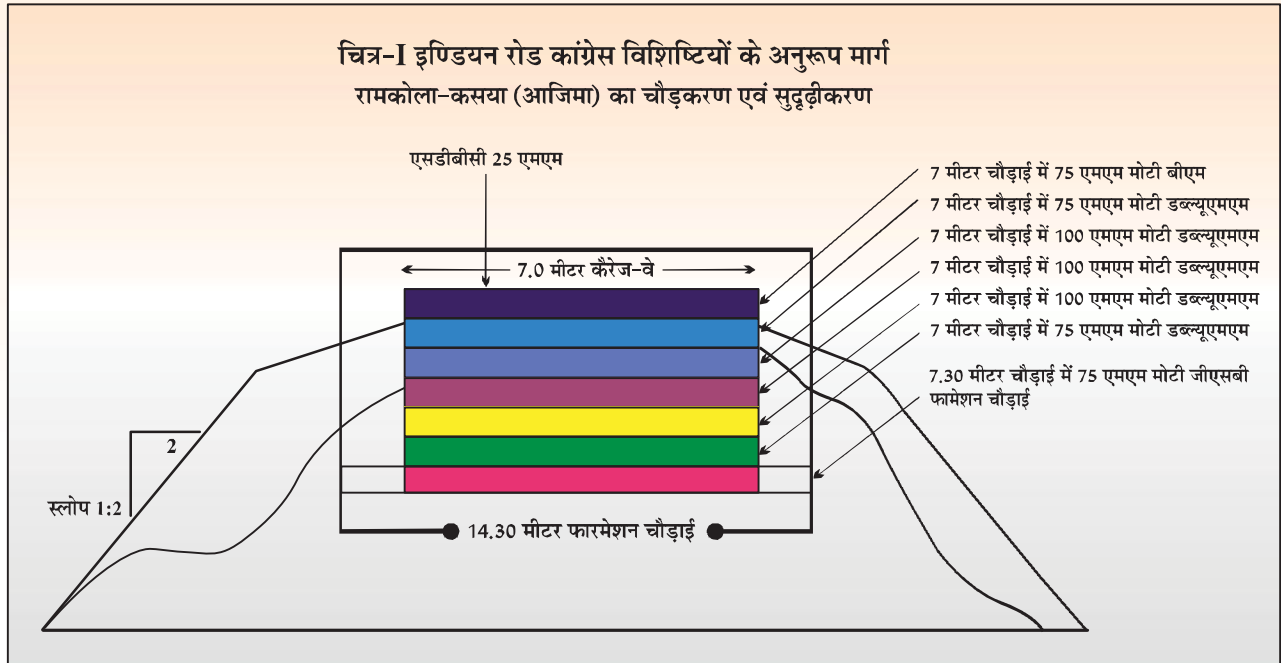 चित्र-I इण्डियन रोड कांग्रेस विशिष्टियों के अनुरूप मार्ग
रामकोला-कसया (आजिमा) का चौड़करण एवं सुदृढ़ीकरण
एसडीबीसी 25 एमएम
7 मीटर चौड़ाई में 75 एमएम मोटी बीएम
7 मीटर चौड़ाई में 75 एमएम मोटी डब्ल्यूएमएम
7 मीटर चौड़ाई में 100 एमएम मोटी डब्ल्यूएमएम
7 मीटर चौड़ाई में 100 एमएम मोटी डब्ल्यूएमएम
7 मीटर चौड़ाई में 100 एमएम मोटी डब्ल्यूएमएम
7 मीटर चौड़ाई में 75 एमएम मोटी डब्ल्यूएमएम
7.30 मीटर चौड़ाई में 75 एमएम मोटी जीएसबी
फामेशन चौड़ाई
7.0 मीटर कैरेज-वे
2
स्लोप 1:2
14.30 मीटर फारमेशन चौड़ाई